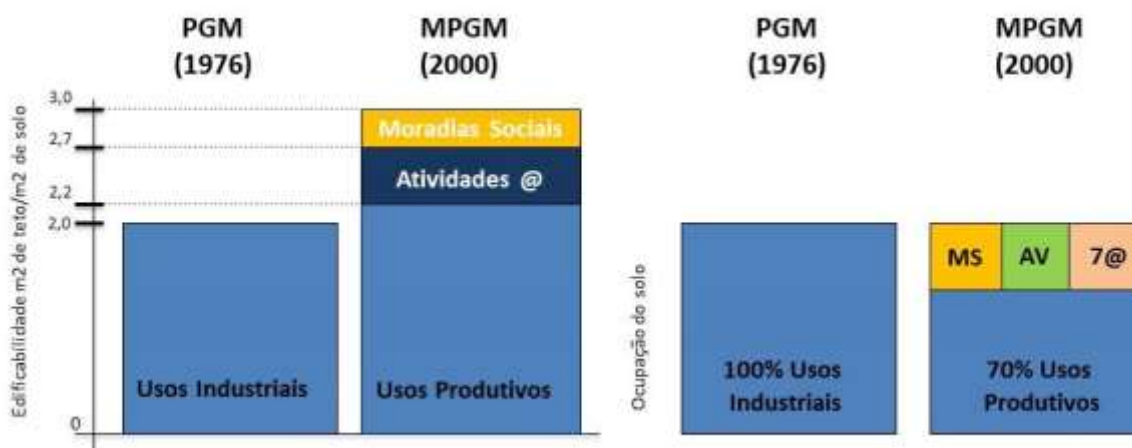 PGM
(1976)
MPGM
(2000)
Edificabilidade m2 de teto/m2 de solo
3,0
2,7
2,2
2,0
0
Moradias Sociais
Atividades @
Usos Industriais
Usos Produtivos
PGM
(1976)
MPGM
(2000)
Ocupação do solo
MS
AV
7@
100% Usos
Industriais
70% Usos
Produtivos